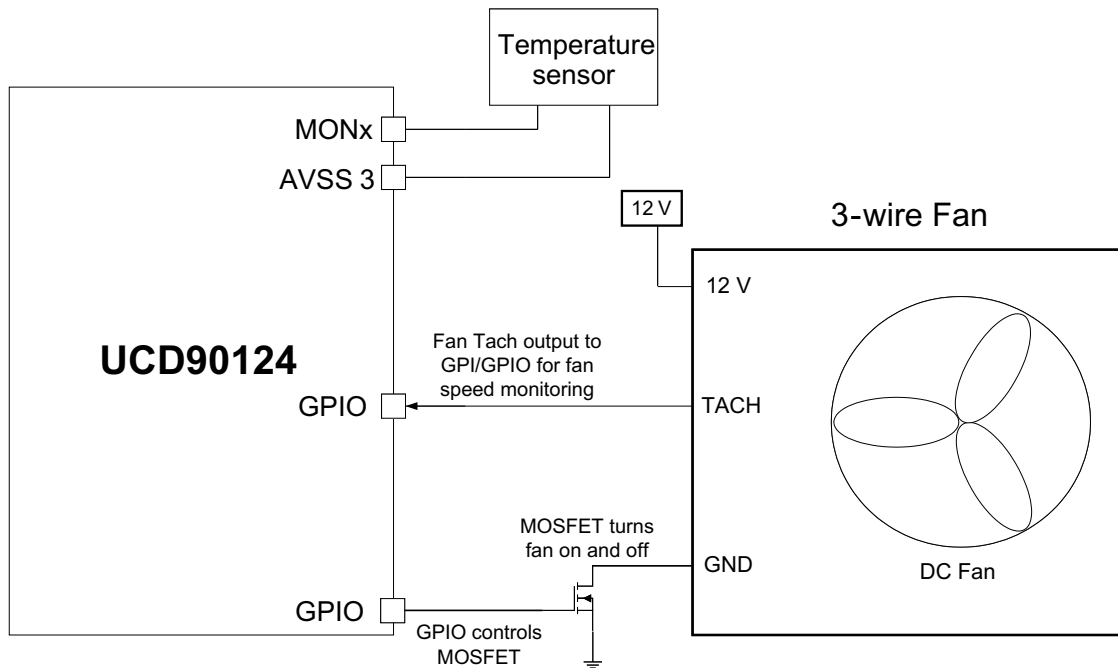 Temperature
sensor
MONx
AVSS 3
12 V
3-wire Fan
12 V
UCD90124
Fan Tach output to
GPI/GPIO for fan
speed monitoring
GPIO
TACH
MOSFET turns
fan on and off
GND
DC Fan
GPIO
GPIO controls
MOSFET